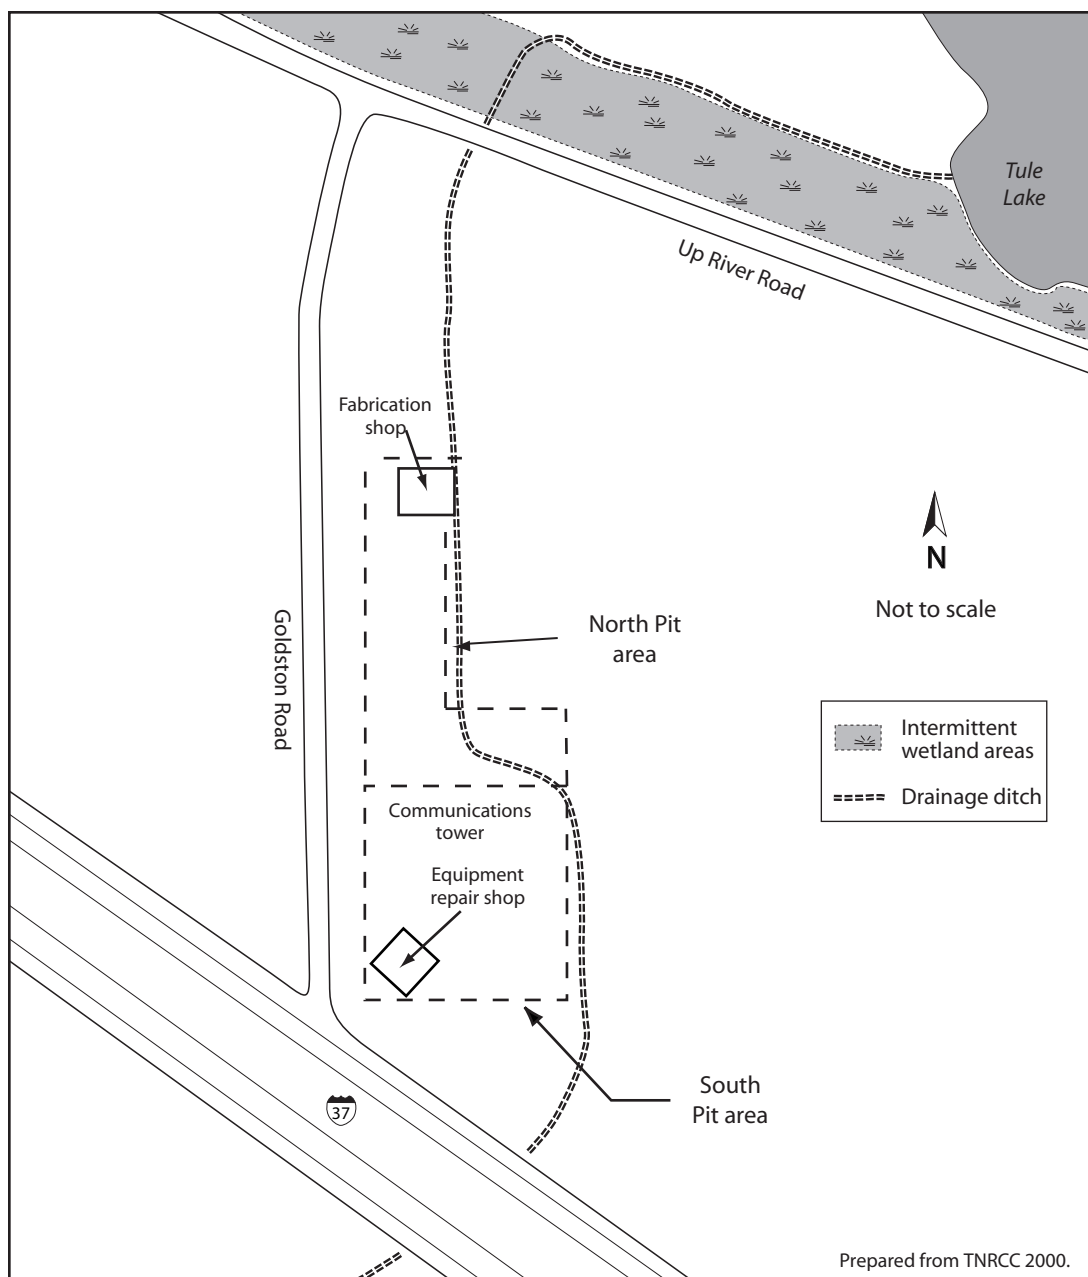 Tule
Lake
Up River Road
Fabrication
shop
N
Not to scale
North Pit
area
Goldston Road
Intermittent
wetland areas
Drainage ditch
Communications
tower
Equipment
repair shop
South
Pit area
37
Prepared from TNRCC 2000.